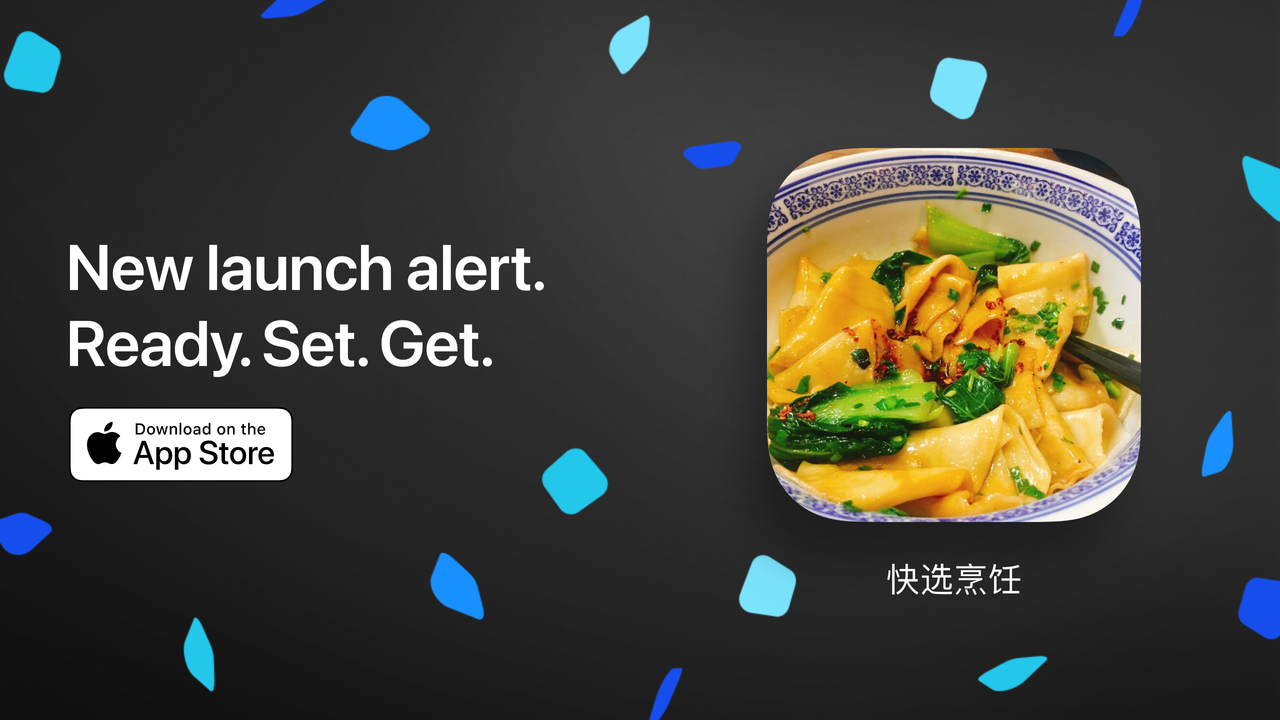 New launch alert.
Ready. Set. Get.
Download on the
App Store
快选烹饪